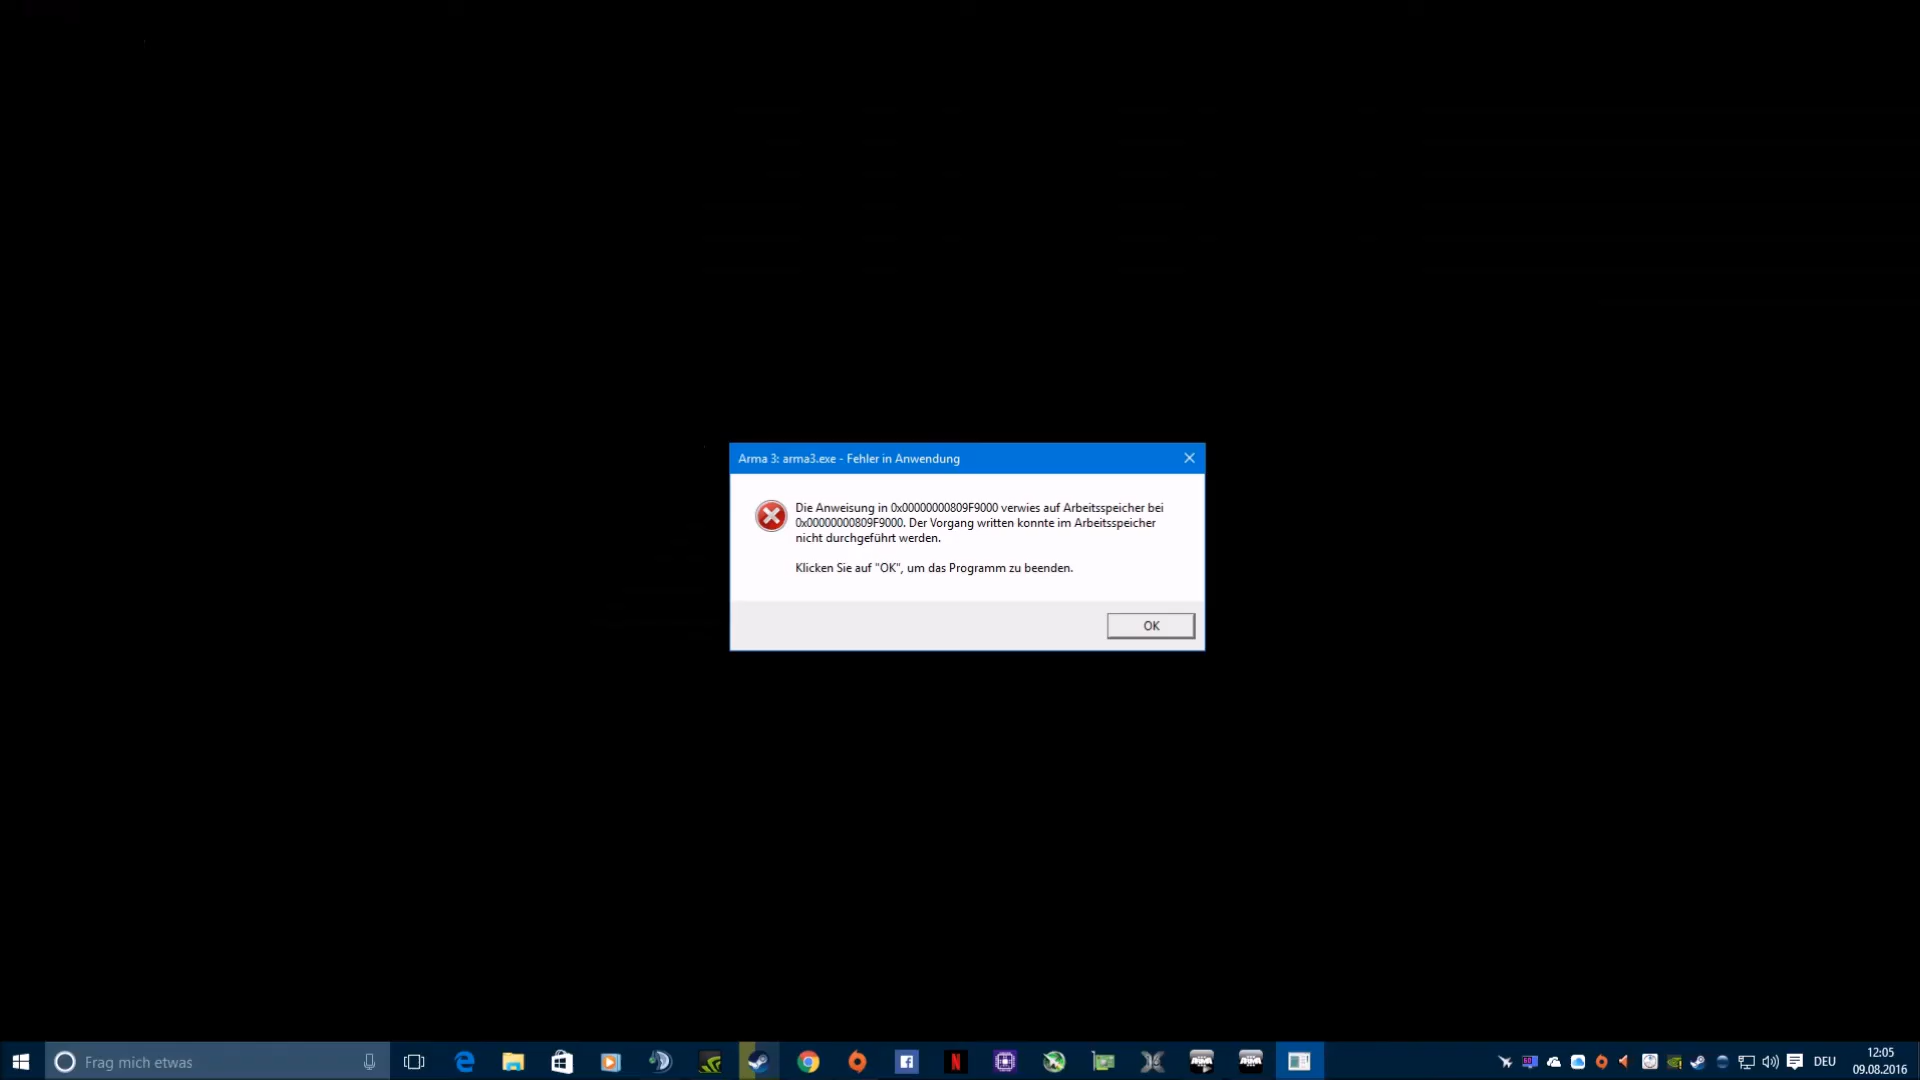 Arma 3: arma3.exe - Fehler in Anwendung
Die Anweisung in 0x00000000809F9000 verwies auf Arbeitsspeicher bei
0x00000000809F9000. Der Vorgang written konnte im Arbeitsspeicher
nicht durchgeführt werden.
Klicken Sie auf "OK", um das Programm zu beenden.
OK
Frag mich etwas
DEU
12:05
09.08.2016